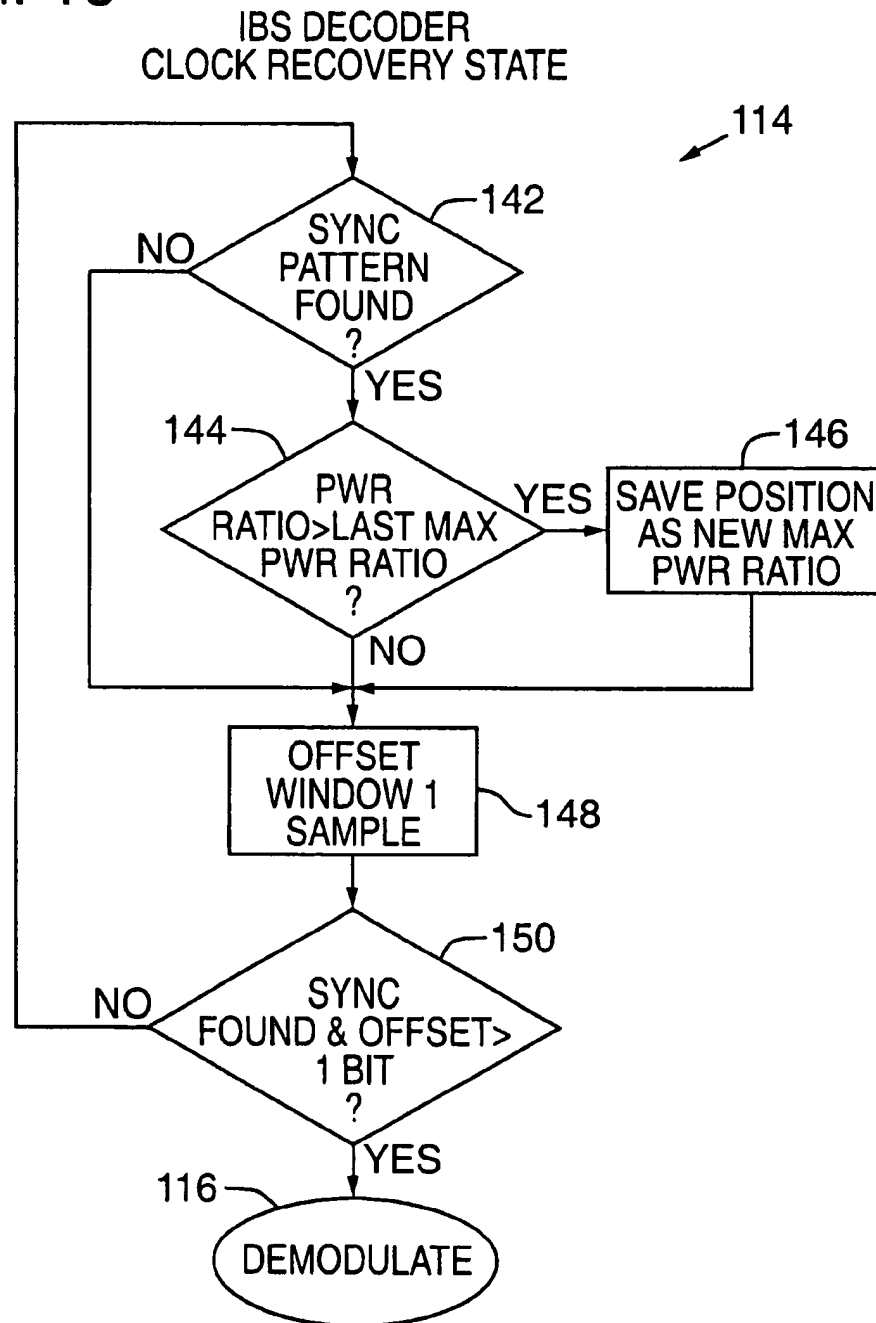 IBS DECODER
CLOCK RECOVERY STATE
114
142
SYNC
PATTERN
FOUND
?
NO
YES
144
PWR
RATIO>LAST MAX
PWR RATIO
?
YES
146
SAVE POSITION
AS NEW MAX
PWR RATIO
NO
OFFSET
WINDOW 1
SAMPLE
148
150
NO
SYNC
FOUND & OFFSET>
1 BIT
?
YES
116
DEMODULATE